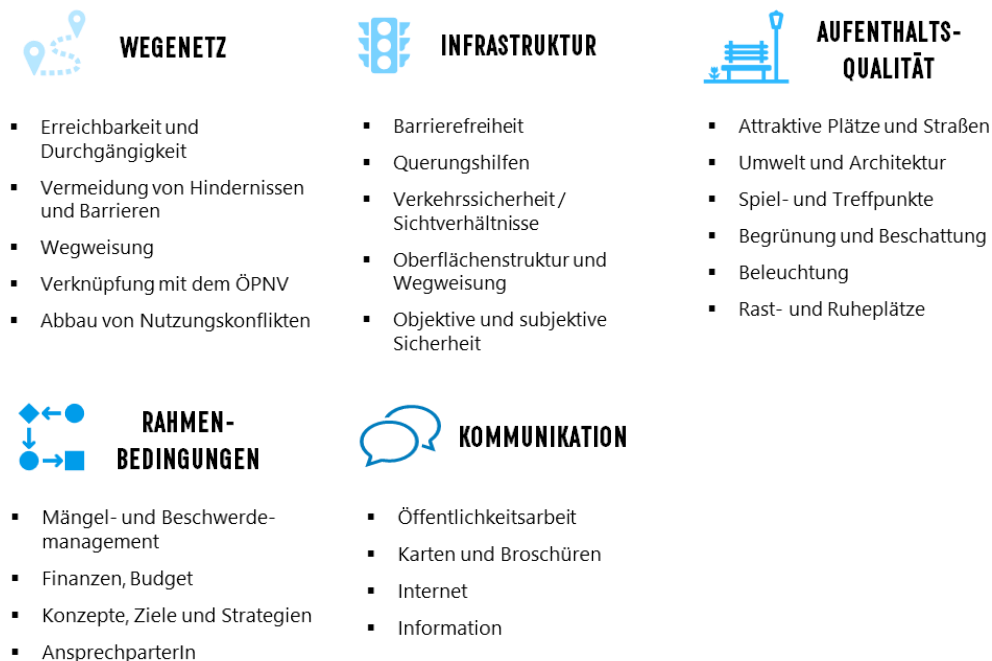 WEGENETZ
Erreichbarkeit und
Durchgängigkeit
Vermeidung von Hindernissen
und Barrieren
Wegweisung
Verknüpfung mit dem ÖPNV
Abbau von Nutzungskonflikten
INFRASTRUKTUR
Barrierefreiheit
Querungshilfen
Verkehrssicherheit /
Sichtverhältnisse
Oberflächenstruktur und
Wegweisung
Objektive und subjektive
Sicherheit
AUFENTHALTS-
QUALITÄT
Attraktive Plätze und Straßen
Umwelt und Architektur
Spiel- und Treffpunkte
Begrünung und Beschattung
Beleuchtung
Rast- und Ruheplätze
RAHMEN-
BEDINGUNGEN
Mängel- und Beschwerde-
management
Finanzen, Budget
Konzepte, Ziele und Strategien
AnsprechparterIn
KOMMUNIKATION
Öffentlichkeitsarbeit
Karten und Broschüren
Internet
Information